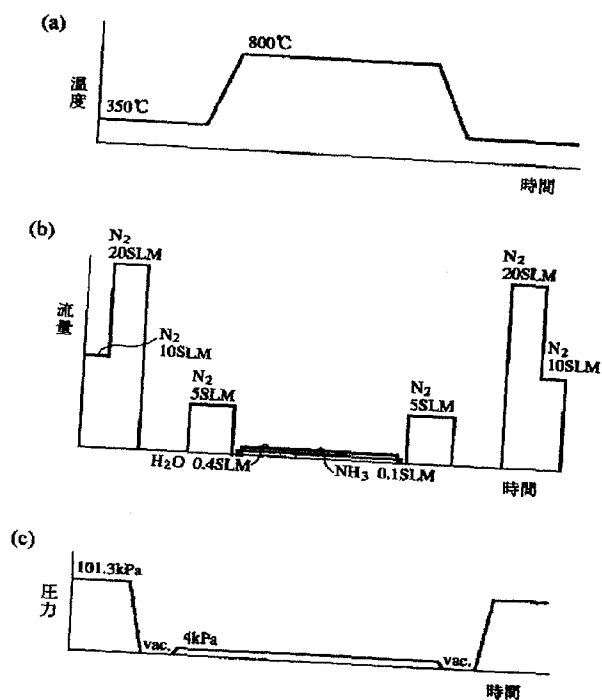 (a)
800℃
350℃
温度
時間
(b)
N₂
20SLM
N₂
10SLM
N₂
5SLM
H₂O 0.4SLM
NH₃ 0.1SLM
N₂
5SLM
N₂
20SLM
N₂
10SLM
流量
時間
(c)
101.3kPa
圧力
vac.
4kPa
vac.
時間